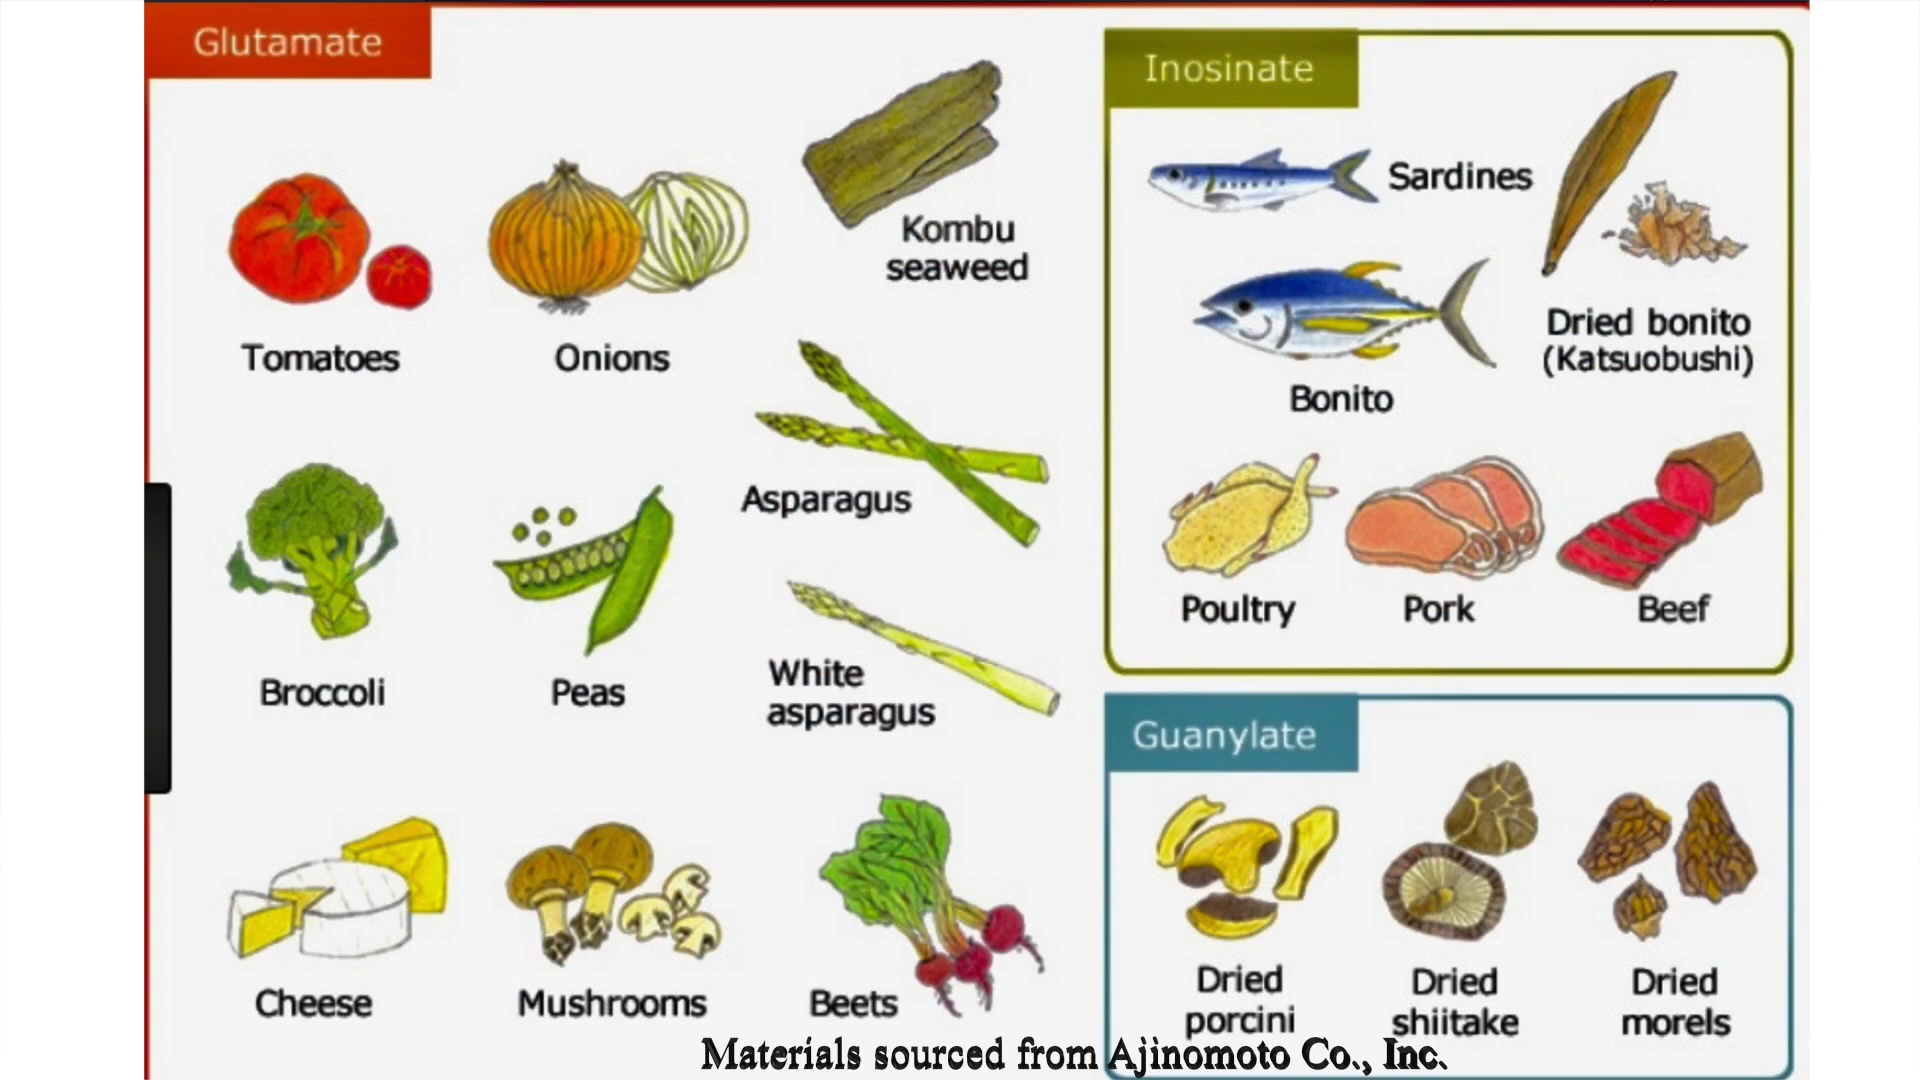 Glutamate
Tomatoes
Onions
Kombu
seaweed
Broccoli
Peas
Asparagus
White
asparagus
Cheese
Mushrooms
Beets
Inosinate
Sardines
Bonito
Dried bonito
(Katsuobushi)
Poultry
Pork
Beef
Guanylate
Dried
porcini
Dried
shiitake
Dried
morels
Materials sourced from Ajinomoto Co., Inc.